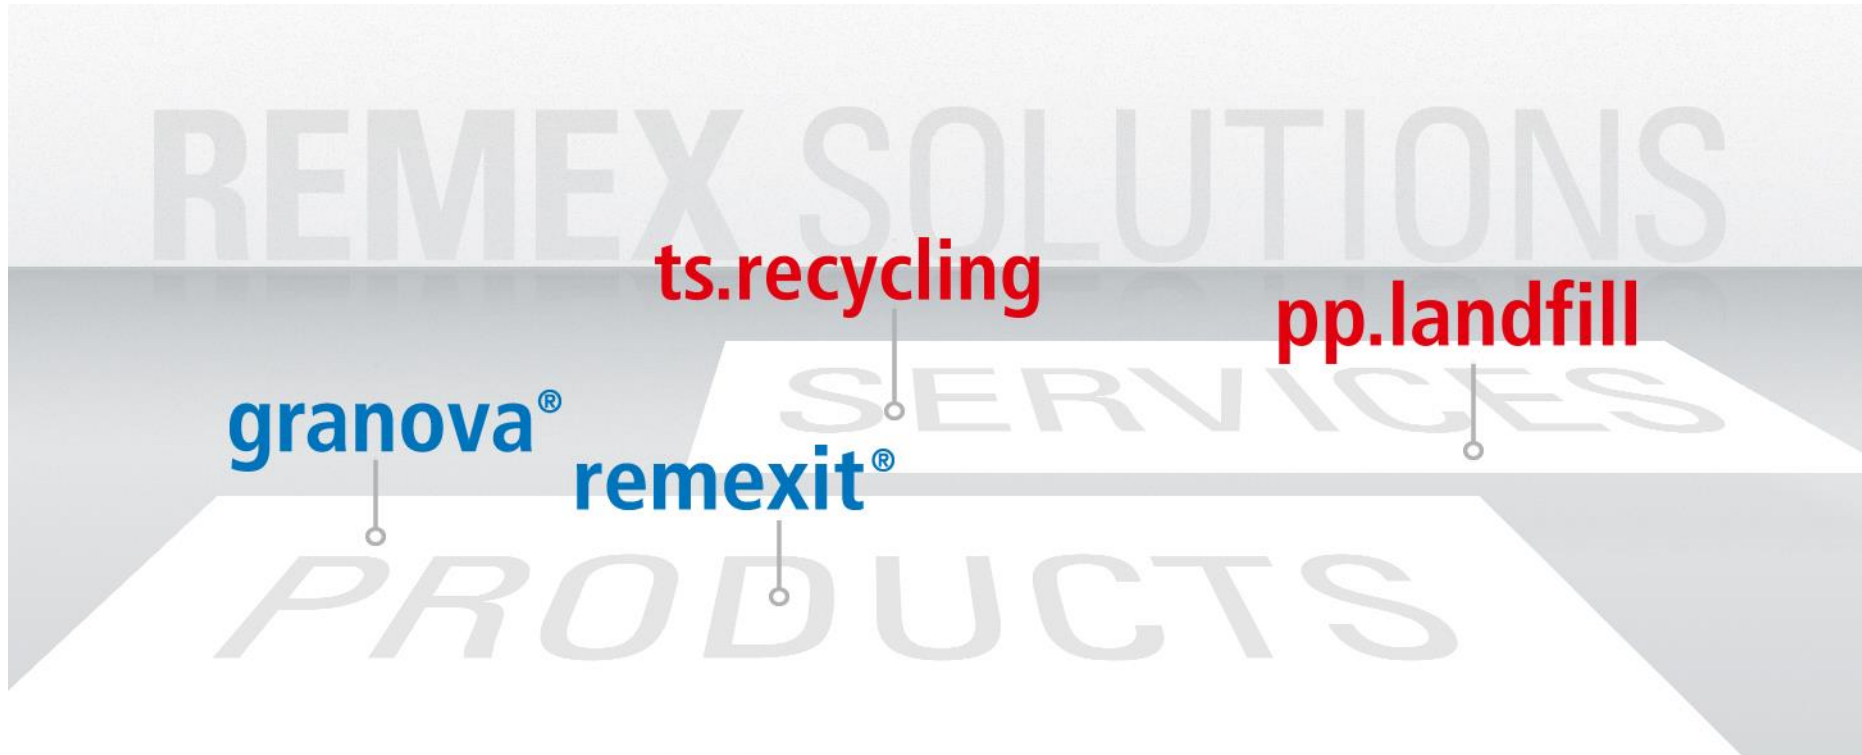 REMEX SOLUTIONS
ts.recycling
pp.landfill
SERVICES
granova®
remexit®
PRODUCTS